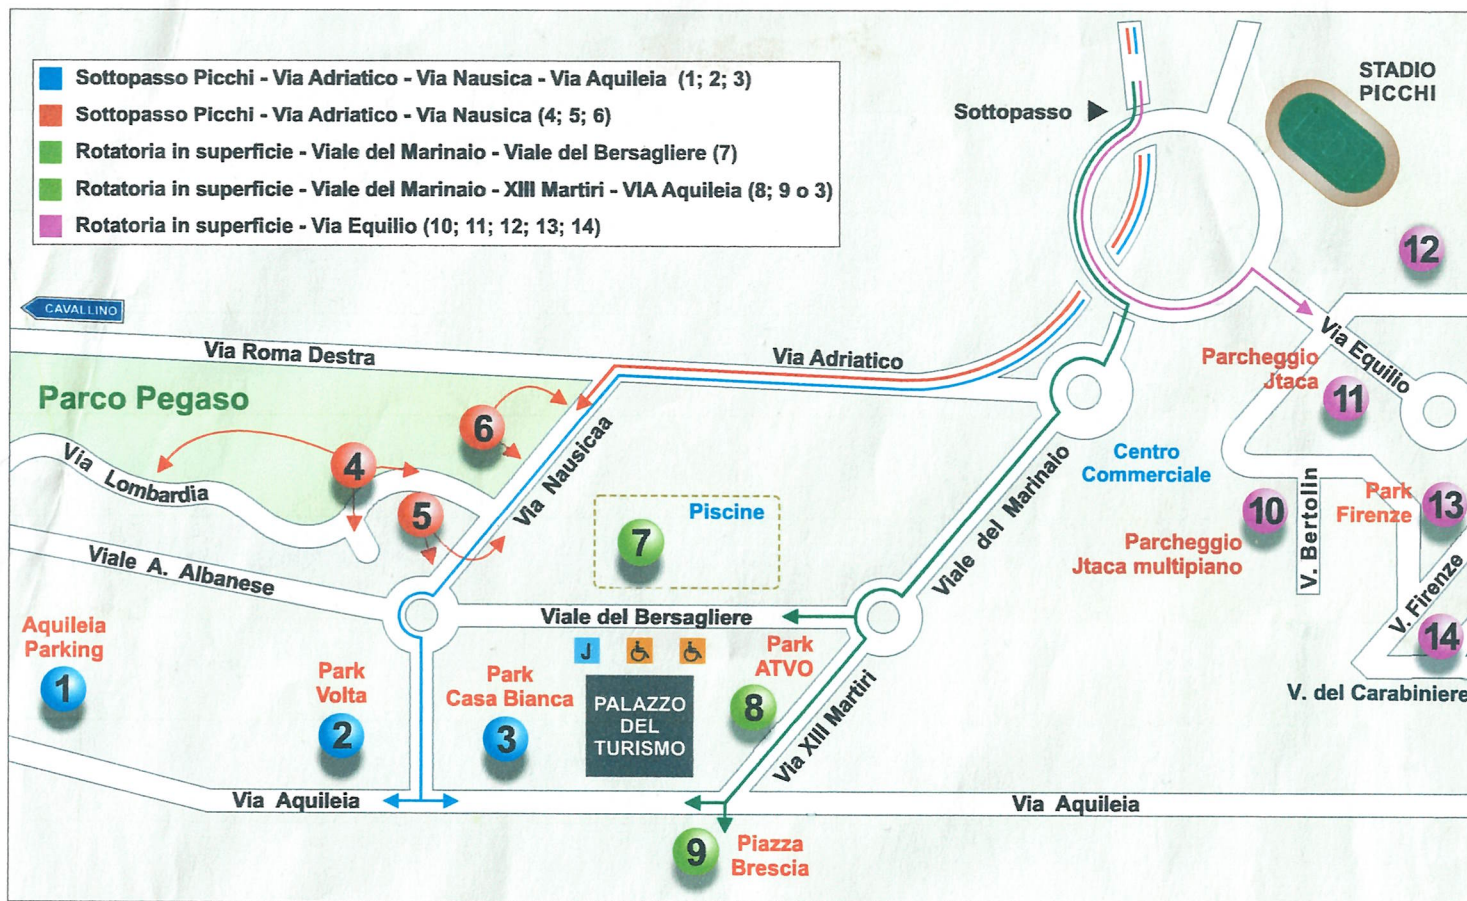 Sottopasso Picchi - Via Adriatico - Via Nausica - Via Aquileia (1; 2; 3)
Sottopasso Picchi - Via Adriatico - Via Nausica (4; 5; 6)
Rotatoria in superficie - Viale del Marinaio - Viale del Bersagliere (7)
Rotatoria in superficie - Viale del Marinaio - XIII Martiri - VIA Aquileia (8; 9 o 3)
Rotatoria in superficie - Via Equilio (10; 11; 12; 13; 14)
Sottopasso
STADIO
PICCHI
12
CAVALLINO
Via Roma Destra
Via Adriatico
Via Equilio
Parcheggio
Jtaca
11
Parco Pegaso
6
Via Nausicaa
Via Lombardia
4
5
Centro
Commerciale
Viale del Marinaio
Piscine
7
10
Parcheggio
Jtaca multipiano
V. Bertolin
Park
Firenze
13
V. Firenze
14
V. del Carabiniere
Viale A. Albanese
Viale del Bersagliere
Aquileia
Parking
1
Park
Volta
2
Park
Casa Bianca
3
J
PALAZZO
DEL
TURISMO
Park
ATVO
8
Via XIII Martiri
Via Aquileia
Via Aquileia
9
Piazza
Brescia